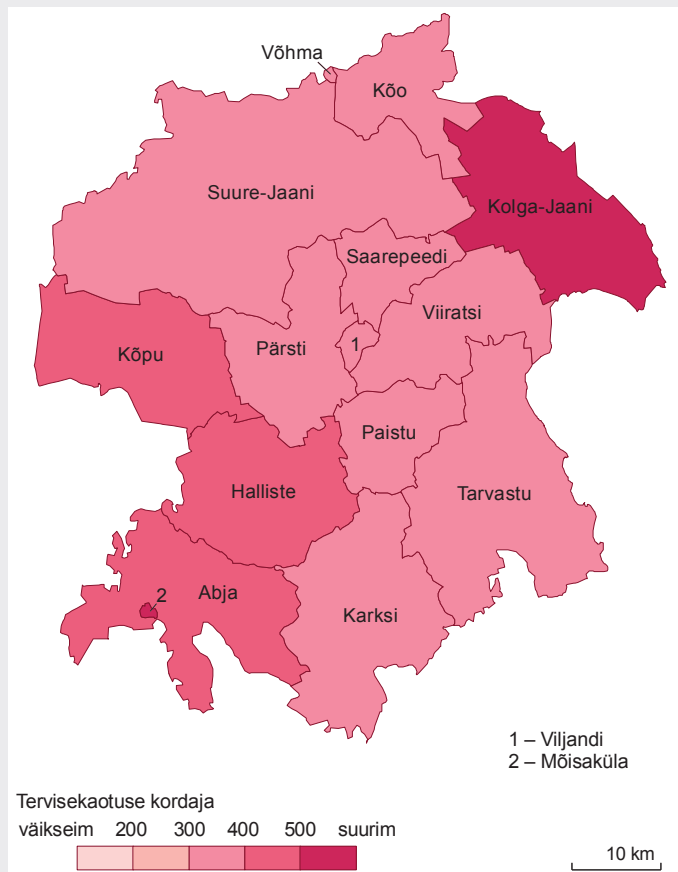 Võhma
Kõo
Suure-Jaani
Kolga-Jaani
Saarepeedi
Viiratsi
Kõpu
Pärsti
1
Paistu
Halliste
Tarvastu
2
Abja
Karksi
1 – Viljandi
2 – Mõisaküla
Tervisekaotuse kordaja
väikseim 200 300 400 500 suurim
10 km